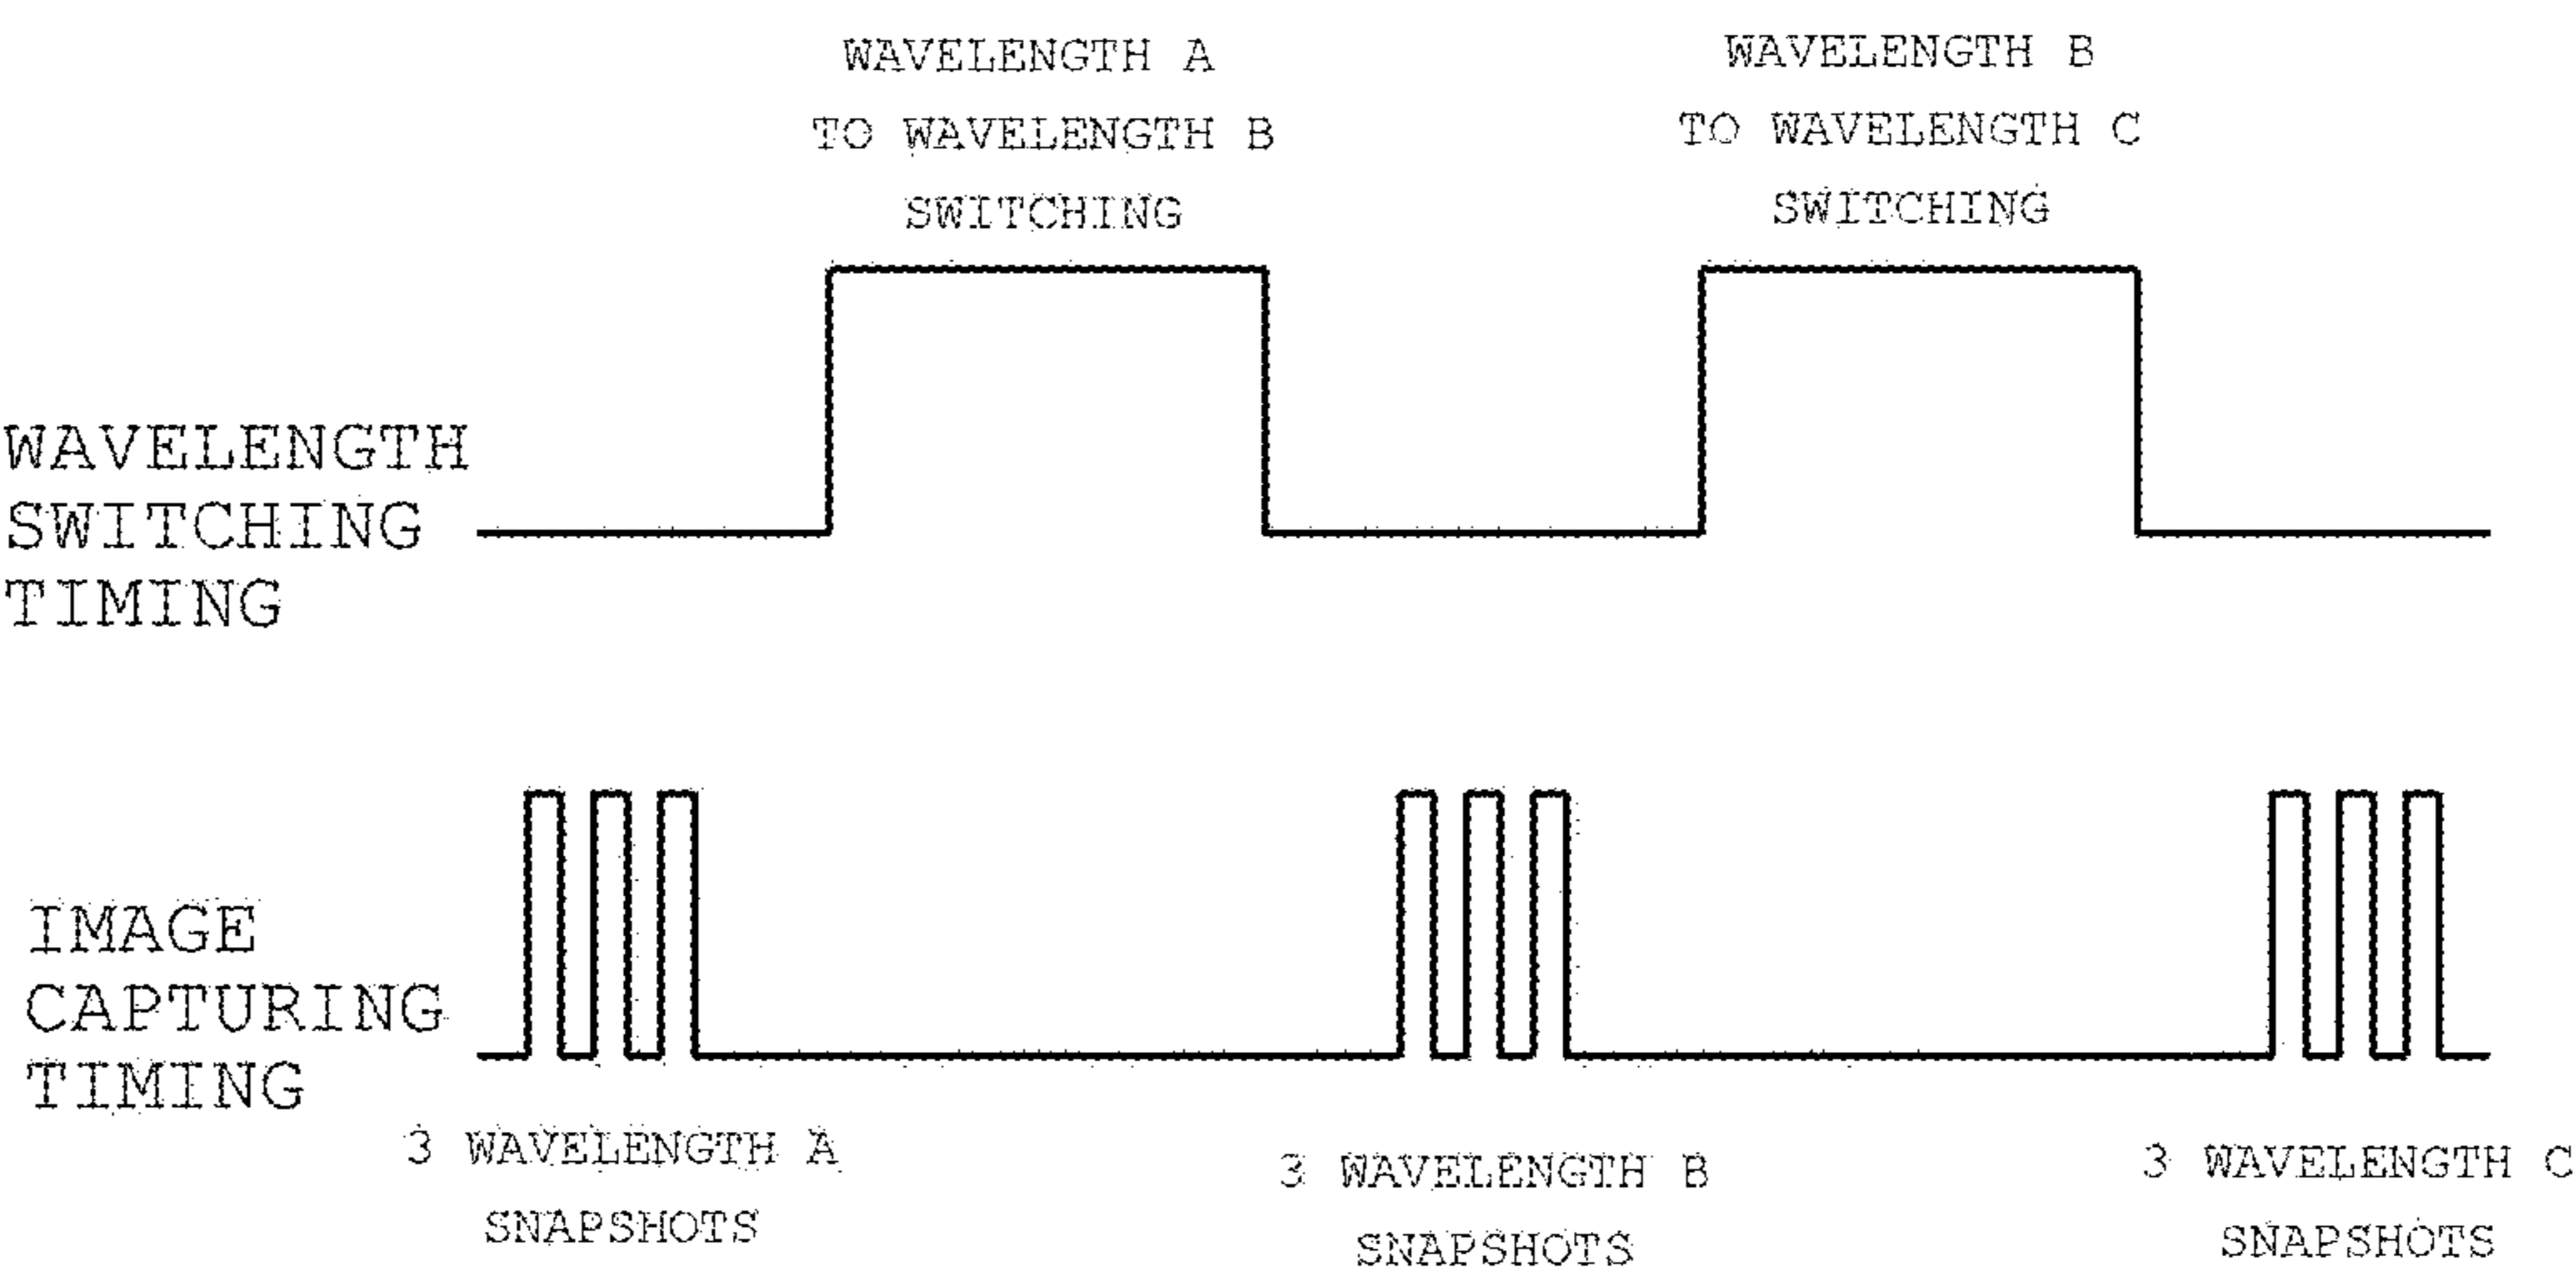 WAVELENGTH A
TO WAVELENGTH B
SWITCHING
WAVELENGTH B
TO WAVELENGTH C
SWITCHING
WAVELENGTH
SWITCHING
TIMING
IMAGE
CAPTURING
TIMING
3 WAVELENGTH A
SNAPSHOTS
3 WAVELENGTH B
SNAPSHOTS
3 WAVELENGTH C
SNAPSHOTS